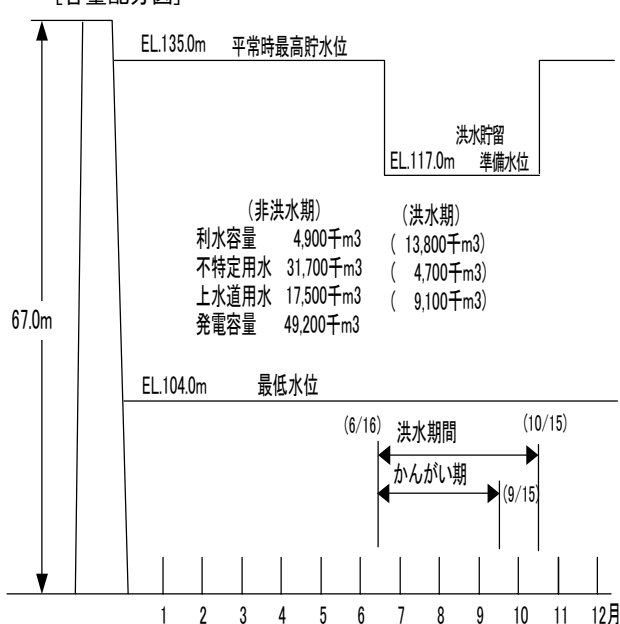 [容量配分図]
EL.135.0m 平常時最高貯水位
洪水貯留
EL.117.0m 準備水位
(非洪水期) (洪水期)
利水容量 4,900千m3 ( 13,800千m3)
不特定用水 31,700千m3 ( 4,700千m3)
上水道用水 17,500千m3 ( 9,100千m3)
発電容量 49,200千m3
67.0m
EL.104.0m 最低水位
(6/16) 洪水期間 (10/15)
かんがい期
(9/15)
1 2 3 4 5 6 7 8 9 10 11 12月